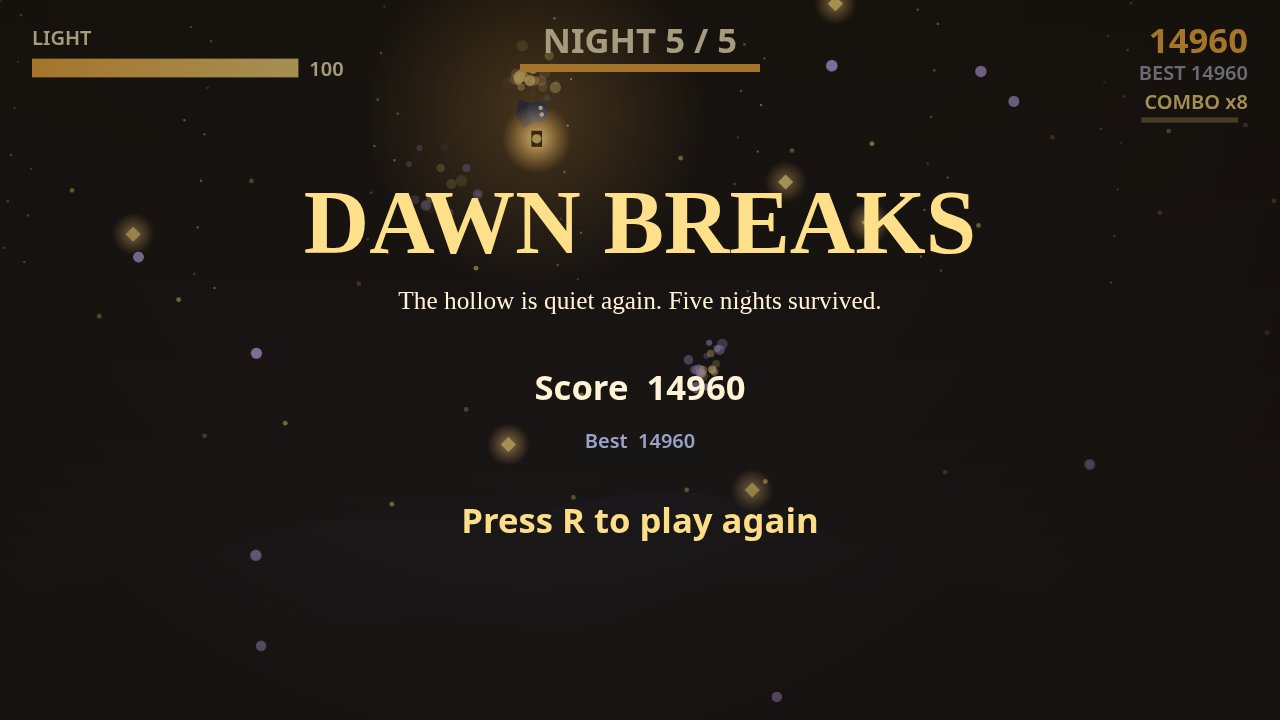 LIGHT
100
NIGHT 5 / 5
14960
BEST 14960
COMBO x8
DAWN BREAKS
The hollow is quiet again. Five nights survived.
Score 14960
Best 14960
Press R to play again